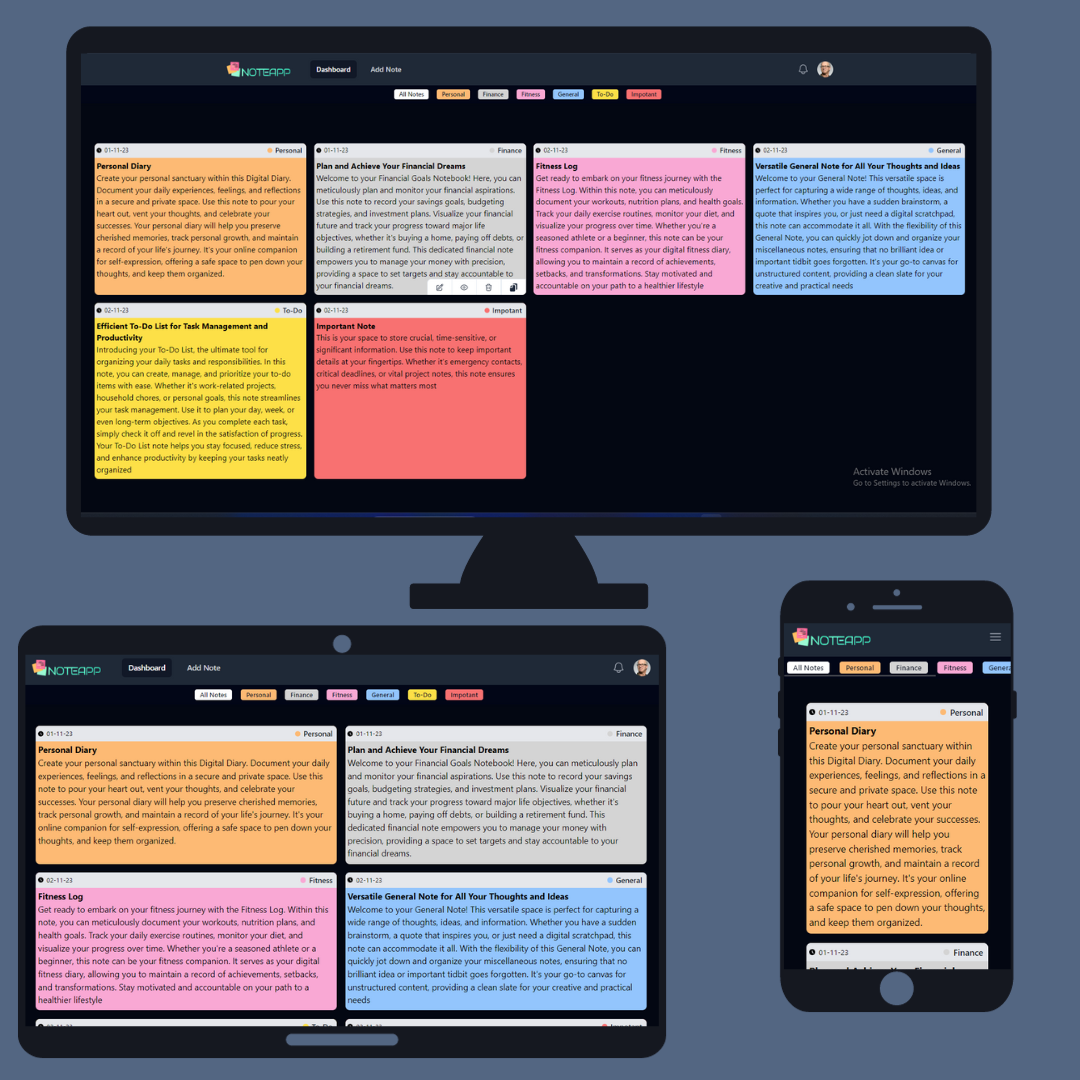 NOTEAPP
Dashboard
Add Note
All Notes
Personal
Finance
Fitness
General
To-Do
Impotant
01-11-23
Personal
Personal Diary
Create your personal sanctuary within this Digital Diary.
Document your daily experiences, feelings, and reflections
in a secure and private space. Use this note to pour your
heart out, vent your thoughts, and celebrate your
successes. Your personal diary will help you preserve
cherished memories, track personal growth, and maintain
a record of your life's journey. It's your online companion
for self-expression, offering a safe space to pen down your
thoughts, and keep them organized.
01-11-23
Finance
Plan and Achieve Your Financial Dreams
Welcome to your Financial Goals Notebook! Here, you can
meticulously plan and monitor your financial aspirations.
Use this note to record your savings goals, budgeting
strategies, and investment plans. Visualize your financial
future and track your progress toward major life
objectives, whether it's buying a home, paying off debts, or
building a retirement fund. This dedicated financial note
empowers you to manage your money with precision,
providing a space to set targets and stay accountable to
your financial dreams.
02-11-23
Fitness
Fitness Log
Get ready to embark on your fitness journey with the
Fitness Log. Within this note, you can meticulously
document your workouts, nutrition plans, and health goals.
Track your daily exercise routines, monitor your diet, and
visualize your progress over time. Whether you're a
seasoned athlete or a beginner, this note can be your
fitness companion. It serves as your digital fitness diary,
allowing you to maintain a record of achievements,
setbacks, and transformations. Stay motivated and
accountable on your path to a healthier lifestyle
02-11-23
General
Versatile General Note for All Your Thoughts and Ideas
Welcome to your General Note! This versatile space is
perfect for capturing a wide range of thoughts, ideas, and
information. Whether you have a sudden brainstorm, a
quote that inspires you, or just need a digital scratchpad,
this note can accommodate it all. With the flexibility of this
General Note, you can quickly jot down and organize your
miscellaneous notes, ensuring that no brilliant idea or
important tidbit goes forgotten. It's your go-to canvas for
unstructured content, providing a clean slate for your
creative and practical needs
02-11-23
To-Do
Efficient To-Do List for Task Management and
Productivity
Introducing your To-Do List, the ultimate tool for
organizing your daily tasks and responsibilities. In this
note, you can create, manage, and prioritize your to-do
items with ease. Whether it's work-related projects,
household chores, or personal goals, this note streamlines
your task management. Use it to plan your day, week, or
even long-term objectives. As you complete each task,
simply check it off and revel in the satisfaction of progress.
Your To-Do List note helps you stay focused, reduce stress,
and enhance productivity by keeping your tasks neatly
organized
02-11-23
Impotant
Important Note
This is your space to store crucial, time-sensitive, or
significant information. Use this note to keep important
details at your fingertips. Whether it's emergency contacts,
critical deadlines, or vital project notes, this note ensures
you never miss what matters most
Activate Windows
Go to Settings to activate Windows.
NOTEAPP
Dashboard
Add Note
All Notes
Personal
Finance
Fitness
General
To-Do
Impotant
01-11-23
Personal
Personal Diary
Create your personal sanctuary within this Digital Diary. Document your daily
experiences, feelings, and reflections in a secure and private space. Use this
note to pour your heart out, vent your thoughts, and celebrate your
successes. Your personal diary will help you preserve cherished memories,
track personal growth, and maintain a record of your life's journey. It's your
online companion for self-expression, offering a safe space to pen down your
thoughts, and keep them organized.
01-11-23
Finance
Plan and Achieve Your Financial Dreams
Welcome to your Financial Goals Notebook! Here, you can meticulously plan
and monitor your financial aspirations. Use this note to record your savings
goals, budgeting strategies, and investment plans. Visualize your financial
future and track your progress toward major life objectives, whether it's
buying a home, paying off debts, or building a retirement fund. This
dedicated financial note empowers you to manage your money with
precision, providing a space to set targets and stay accountable to your
financial dreams.
02-11-23
Fitness
Fitness Log
Get ready to embark on your fitness journey with the Fitness Log. Within this
note, you can meticulously document your workouts, nutrition plans, and
health goals. Track your daily exercise routines, monitor your diet, and
visualize your progress over time. Whether you're a seasoned athlete or a
beginner, this note can be your fitness companion. It serves as your digital
fitness diary, allowing you to maintain a record of achievements, setbacks,
and transformations. Stay motivated and accountable on your path to a
healthier lifestyle
02-11-23
General
Versatile General Note for All Your Thoughts and Ideas
Welcome to your General Note! This versatile space is perfect for capturing a
wide range of thoughts, ideas, and information. Whether you have a sudden
brainstorm, a quote that inspires you, or just need a digital scratchpad, this
note can accommodate it all. With the flexibility of this General Note, you can
quickly jot down and organize your miscellaneous notes, ensuring that no
brilliant idea or important tidbit goes forgotten. It's your go-to canvas for
unstructured content, providing a clean slate for your creative and practical
needs
02-11-23
To-Do
02-11-23
Impotant
NOTEAPP
All Notes
Personal
Finance
Fitness
Genera
01-11-23
Personal
Personal Diary
Create your personal sanctuary within
this Digital Diary. Document your daily
experiences, feelings, and reflections in a
secure and private space. Use this note
to pour your heart out, vent your
thoughts, and celebrate your successes.
Your personal diary will help you
preserve cherished memories, track
personal growth, and maintain a record
of your life's journey. It's your online
companion for self-expression, offering
a safe space to pen down your thoughts,
and keep them organized.
01-11-23
Finance
Plan and Achieve Your Financial